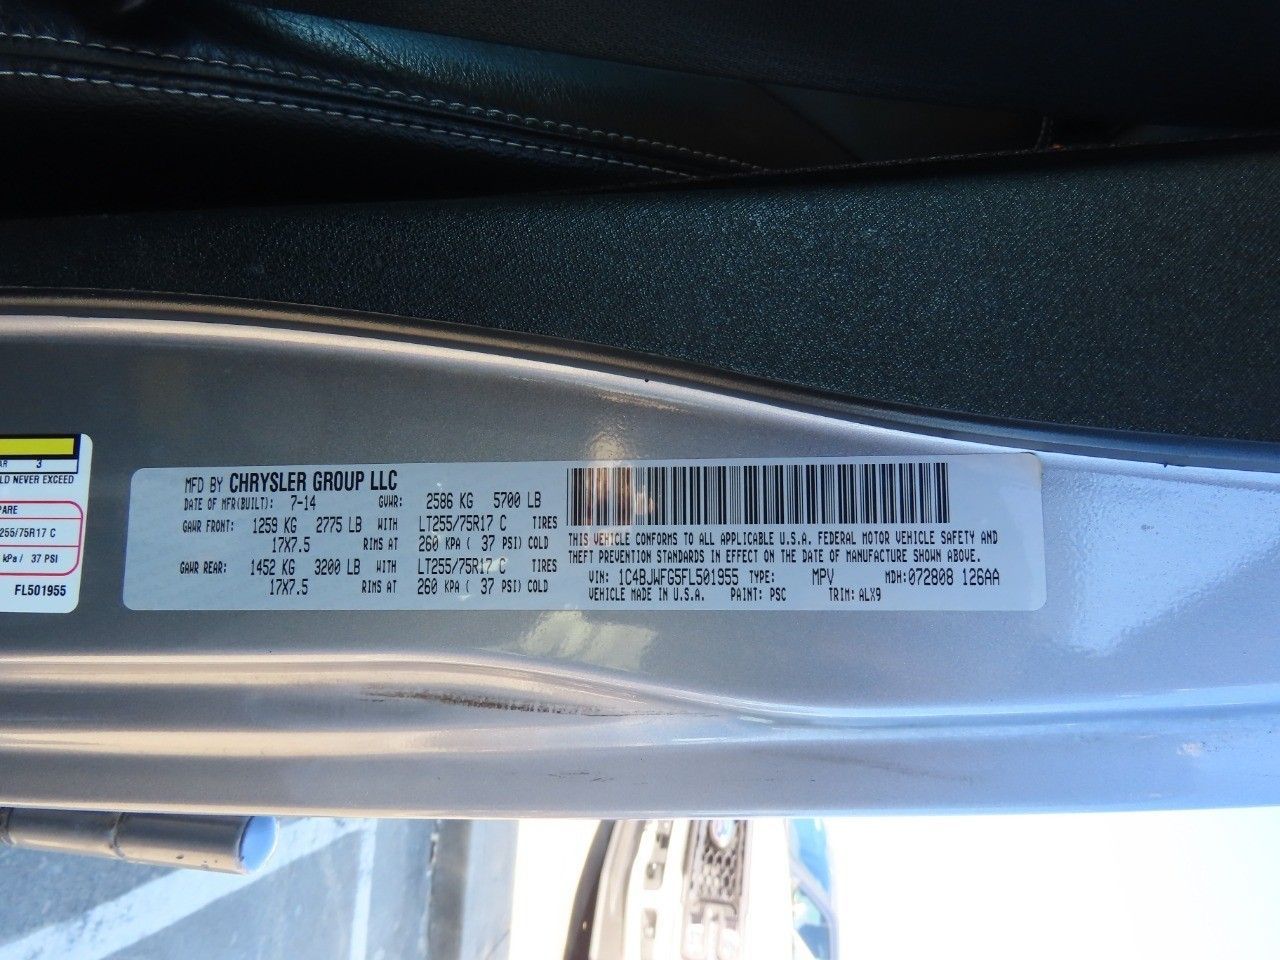 AR 3
LD NEVER EXCEED
PARE
255/75R17 C
kPa / 37 PSI
FL501955
MFD BY CHRYSLER GROUP LLC
DATE OF MFR(BUILT): 7-14 GVWR: 2586 KG 5700 LB
GAWR FRONT: 1259 KG 2775 LB WITH LT255/75R17 C TIRES
17X7.5 RIMS AT 260 KPA ( 37 PSI) COLD
GAWR REAR: 1452 KG 3200 LB WITH LT255/75R17 C TIRES
17X7.5 RIMS AT 260 KPA ( 37 PSI) COLD
THIS VEHICLE CONFORMS TO ALL APPLICABLE U.S.A. FEDERAL MOTOR VEHICLE SAFETY AND
THEFT PREVENTION STANDARDS IN EFFECT ON THE DATE OF MANUFACTURE SHOWN ABOVE.
VIN: 1C4BJWFG5FL501955 TYPE: MPV MDH: 072808 126AA
VEHICLE MADE IN U.S.A. PAINT: PSC TRIM: ALX9